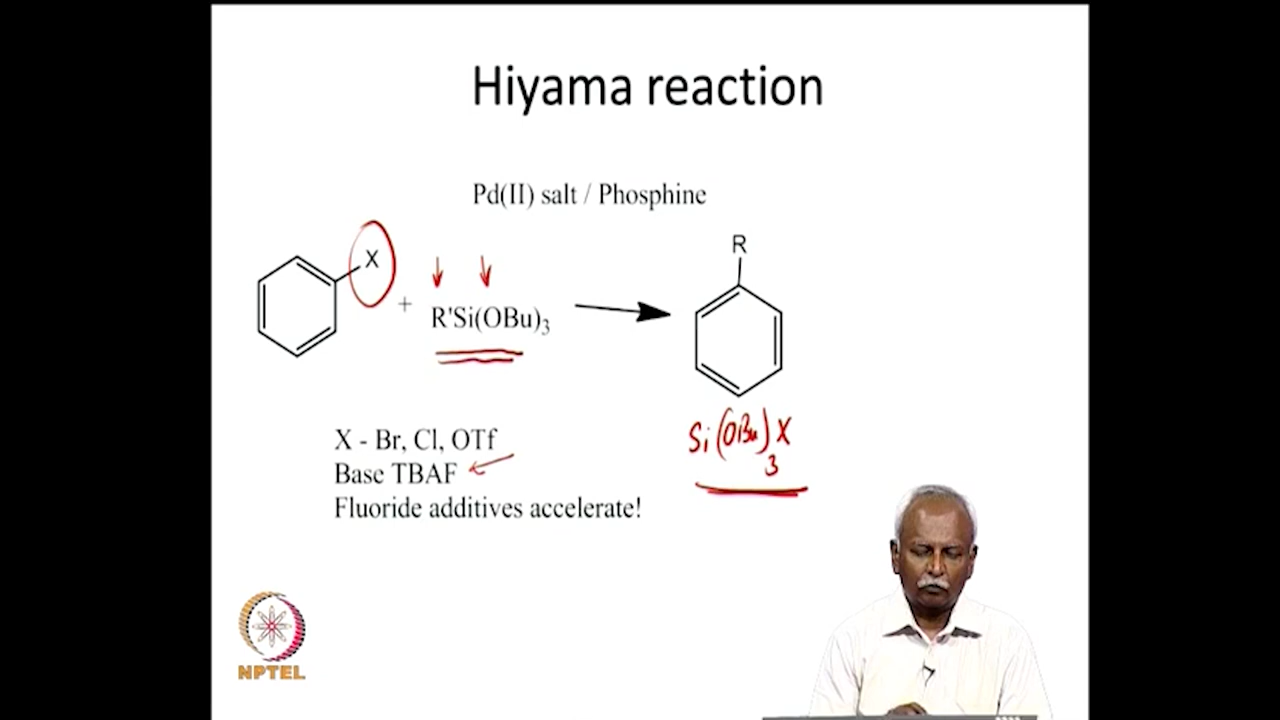 Hiyama reaction
Pd(II) salt / Phosphine
X
+
R'Si(OBu)3
R
Si(OBu)3 X
X - Br, Cl, OTf
Base TBAF
Fluoride additives accelerate!
NPTEL